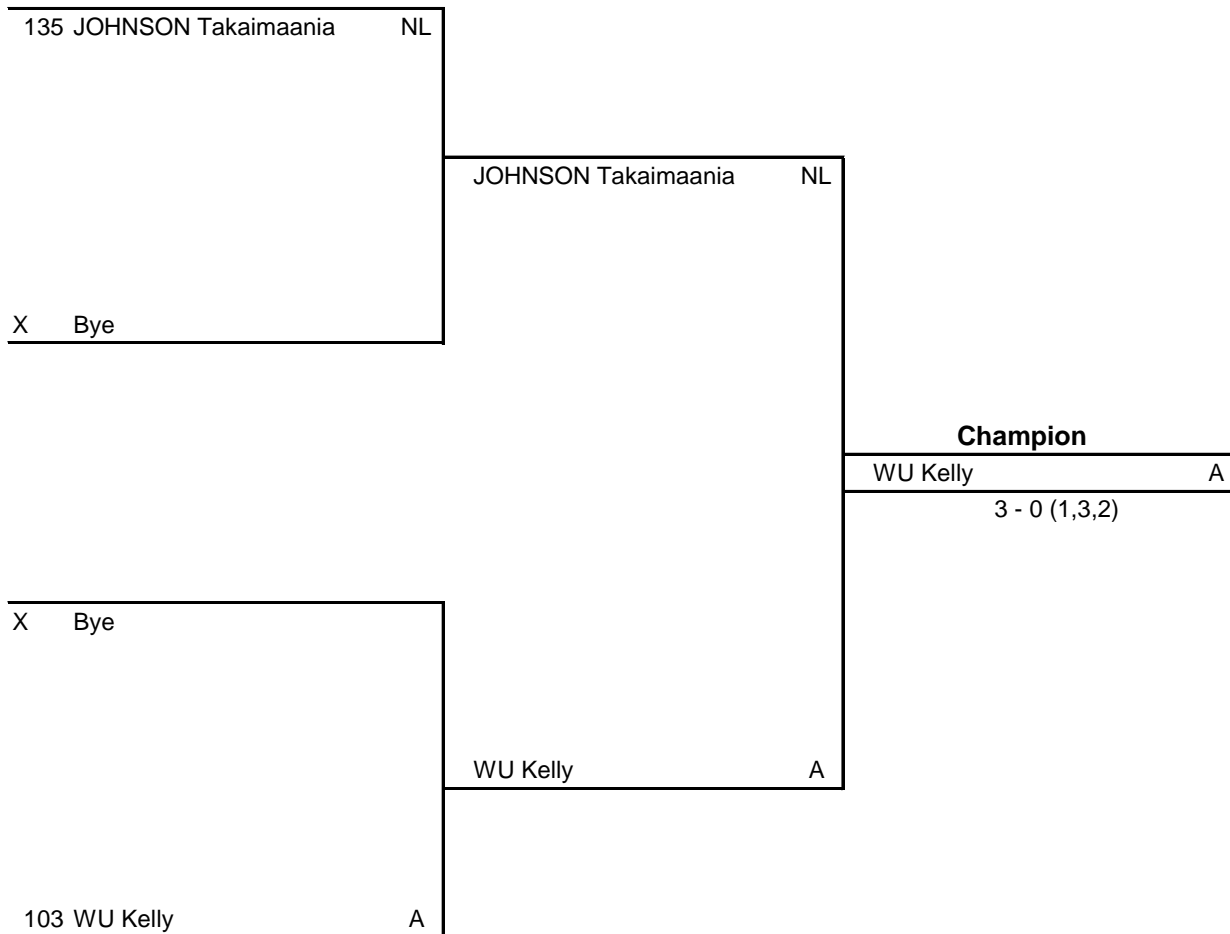 135 JOHNSON Takaimaania NL
JOHNSON Takaimaania NL
X Bye
Champion
WU Kelly A
3 - 0 (1,3,2)
X Bye
WU Kelly A
103 WU Kelly A